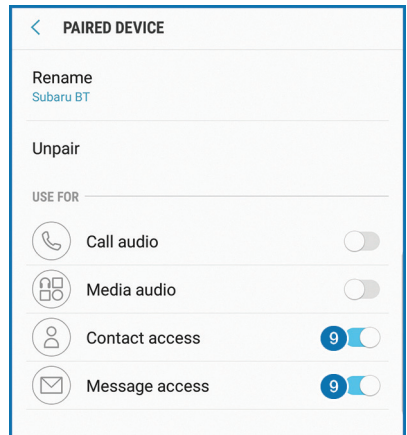 PAIRED DEVICE
Rename
Subaru BT
Unpair
USE FOR
Call audio
Media audio
Contact access 9
Message access 9